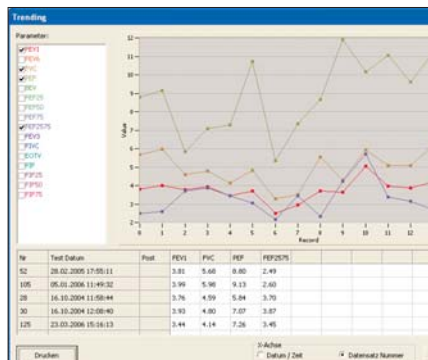 Trending
Parameter:
FEV1
FEV6
FVC
PEF
BEV
FEF25
FEF50
FEF75
FEF2575
FEV3
FIVC
EOTV
PIF
FIF25
FIF50
FIF75
12
11
10
9
8
7
6
5
4
3
2
Value
0 1 2 3 4 5 6 7 8 9 10 11 12
Record
Nr Test Datum Post FEV1 FVC PEF FEF2575
52 28.02.2005 17:55:11 3.81 5.68 8.80 2.49
105 05.01.2006 11:49:32 3.99 5.98 9.13 2.60
28 16.10.2004 11:58:44 3.76 4.59 5.84 3.70
30 16.10.2004 12:08:40 3.93 4.80 7.07 3.87
125 23.03.2006 15:16:13 3.44 4.14 7.26 3.45
Drucken
X-Achse
Datum / Zeit Datensatz Nummer